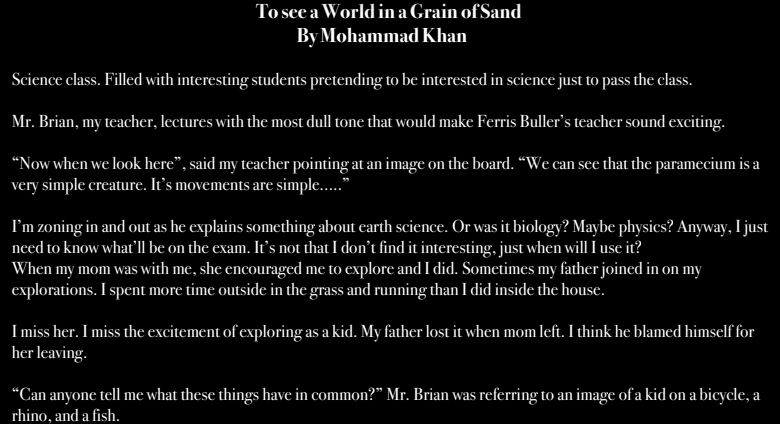 To see a World in a Grain of Sand
By Mohammad Khan
Science class. Filled with interesting students pretending to be interested in science just to pass the class.
Mr. Brian, my teacher, lectures with the most dull tone that would make Ferris Buller’s teacher sound exciting.
“Now when we look here”, said my teacher pointing at an image on the board. “We can see that the paramecium is a
very simple creature. It’s movements are simple…..”
I’m zoning in and out as he explains something about earth science. Or was it biology? Maybe physics? Anyway, I just
need to know what’ll be on the exam. It’s not that I don’t find it interesting, just when will I use it?
When my mom was with me, she encouraged me to explore and I did. Sometimes my father joined in on my
explorations. I spent more time outside in the grass and running than I did inside the house.
I miss her. I miss the excitement of exploring as a kid. My father lost it when mom left. I think he blamed himself for
her leaving.
“Can anyone tell me what these things have in common?” Mr. Brian was referring to an image of a kid on a bicycle, a
rhino, and a fish.